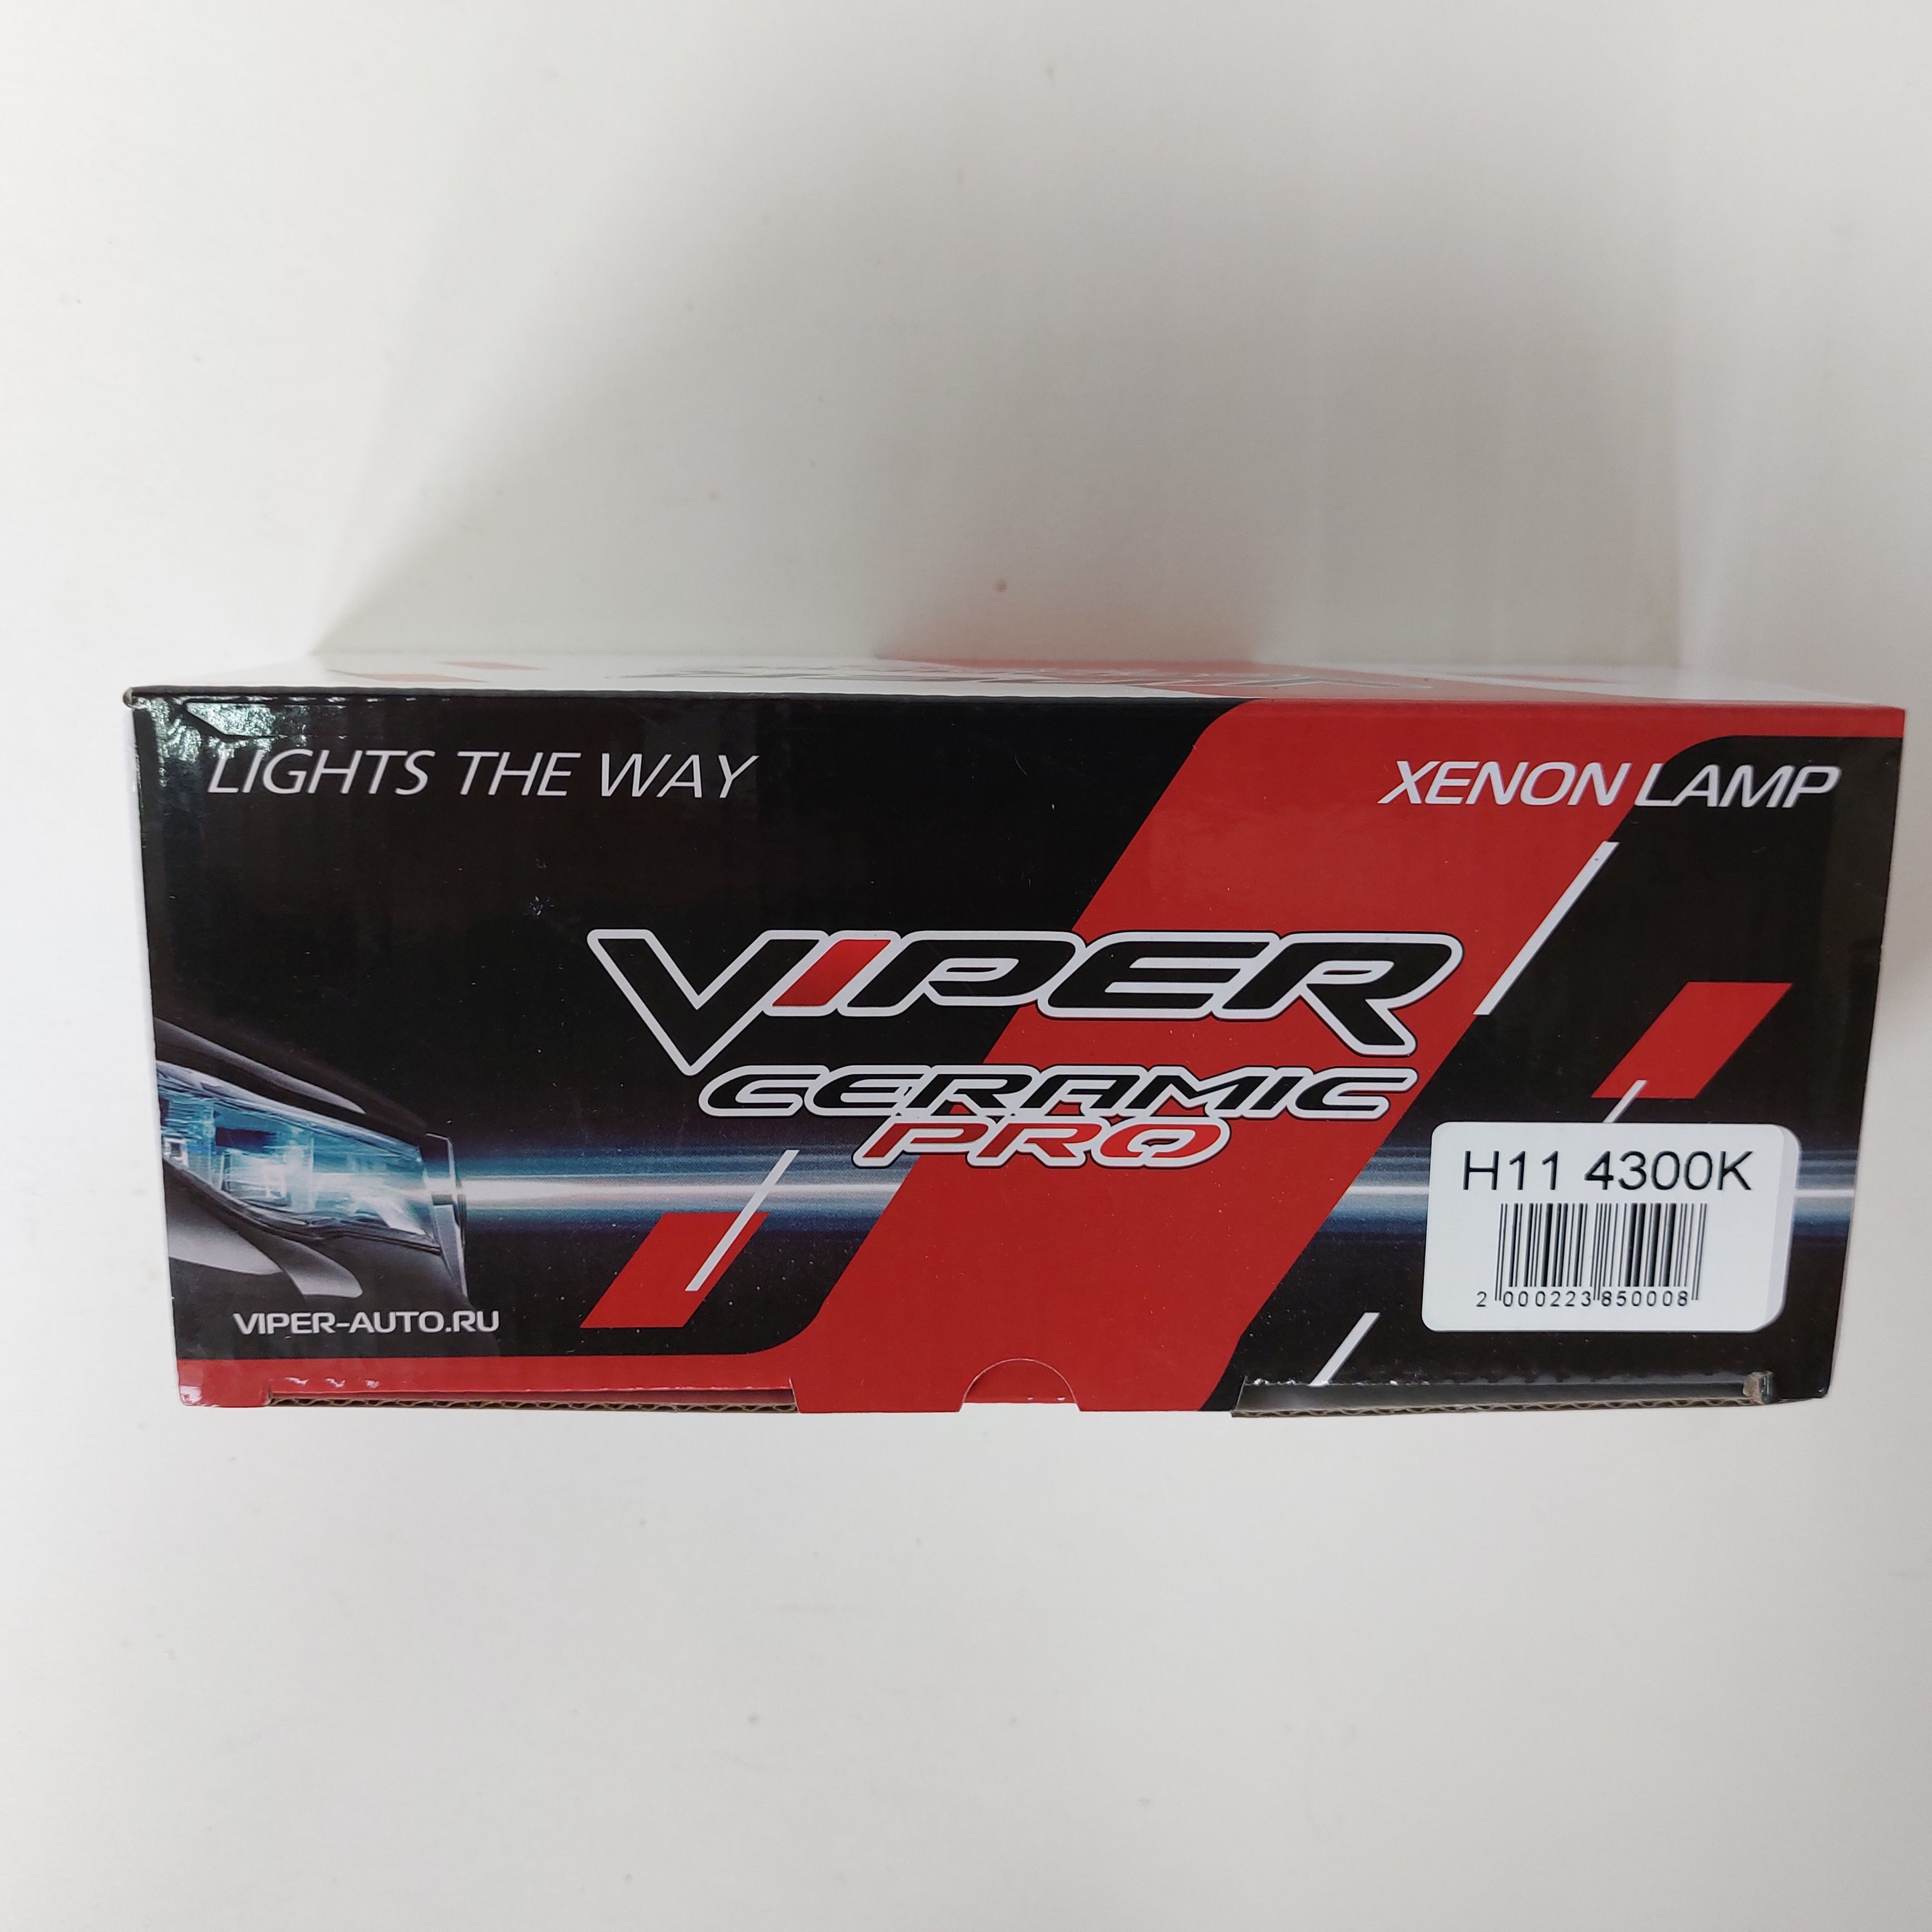 LIGHTS THE WAY
XENON LAMP
VIPER
CERAMIC
PRO
H11 4300K
2 000223 850008
VIPER-AUTO.RU